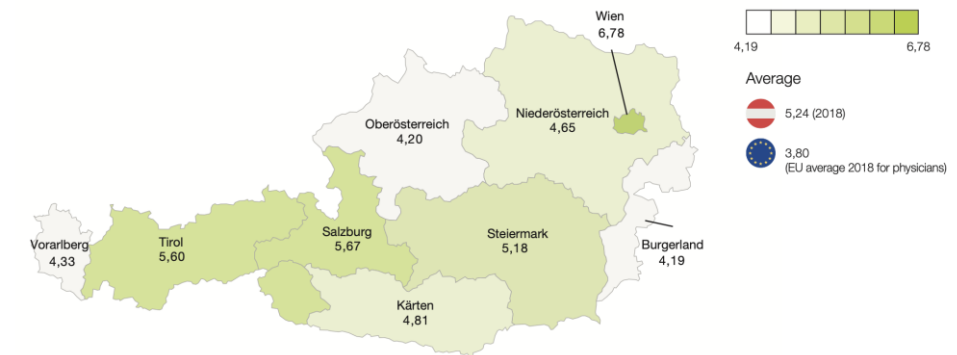 Wien
6,78
4,19
6,78
Average
5,24 (2018)
3,80
(EU average 2018 for physicians)
Oberösterreich
4,20
Niederösterreich
4,65
Vorarlberg
4,33
Tirol
5,60
Salzburg
5,67
Steiermark
5,18
Burgerland
4,19
Kärten
4,81